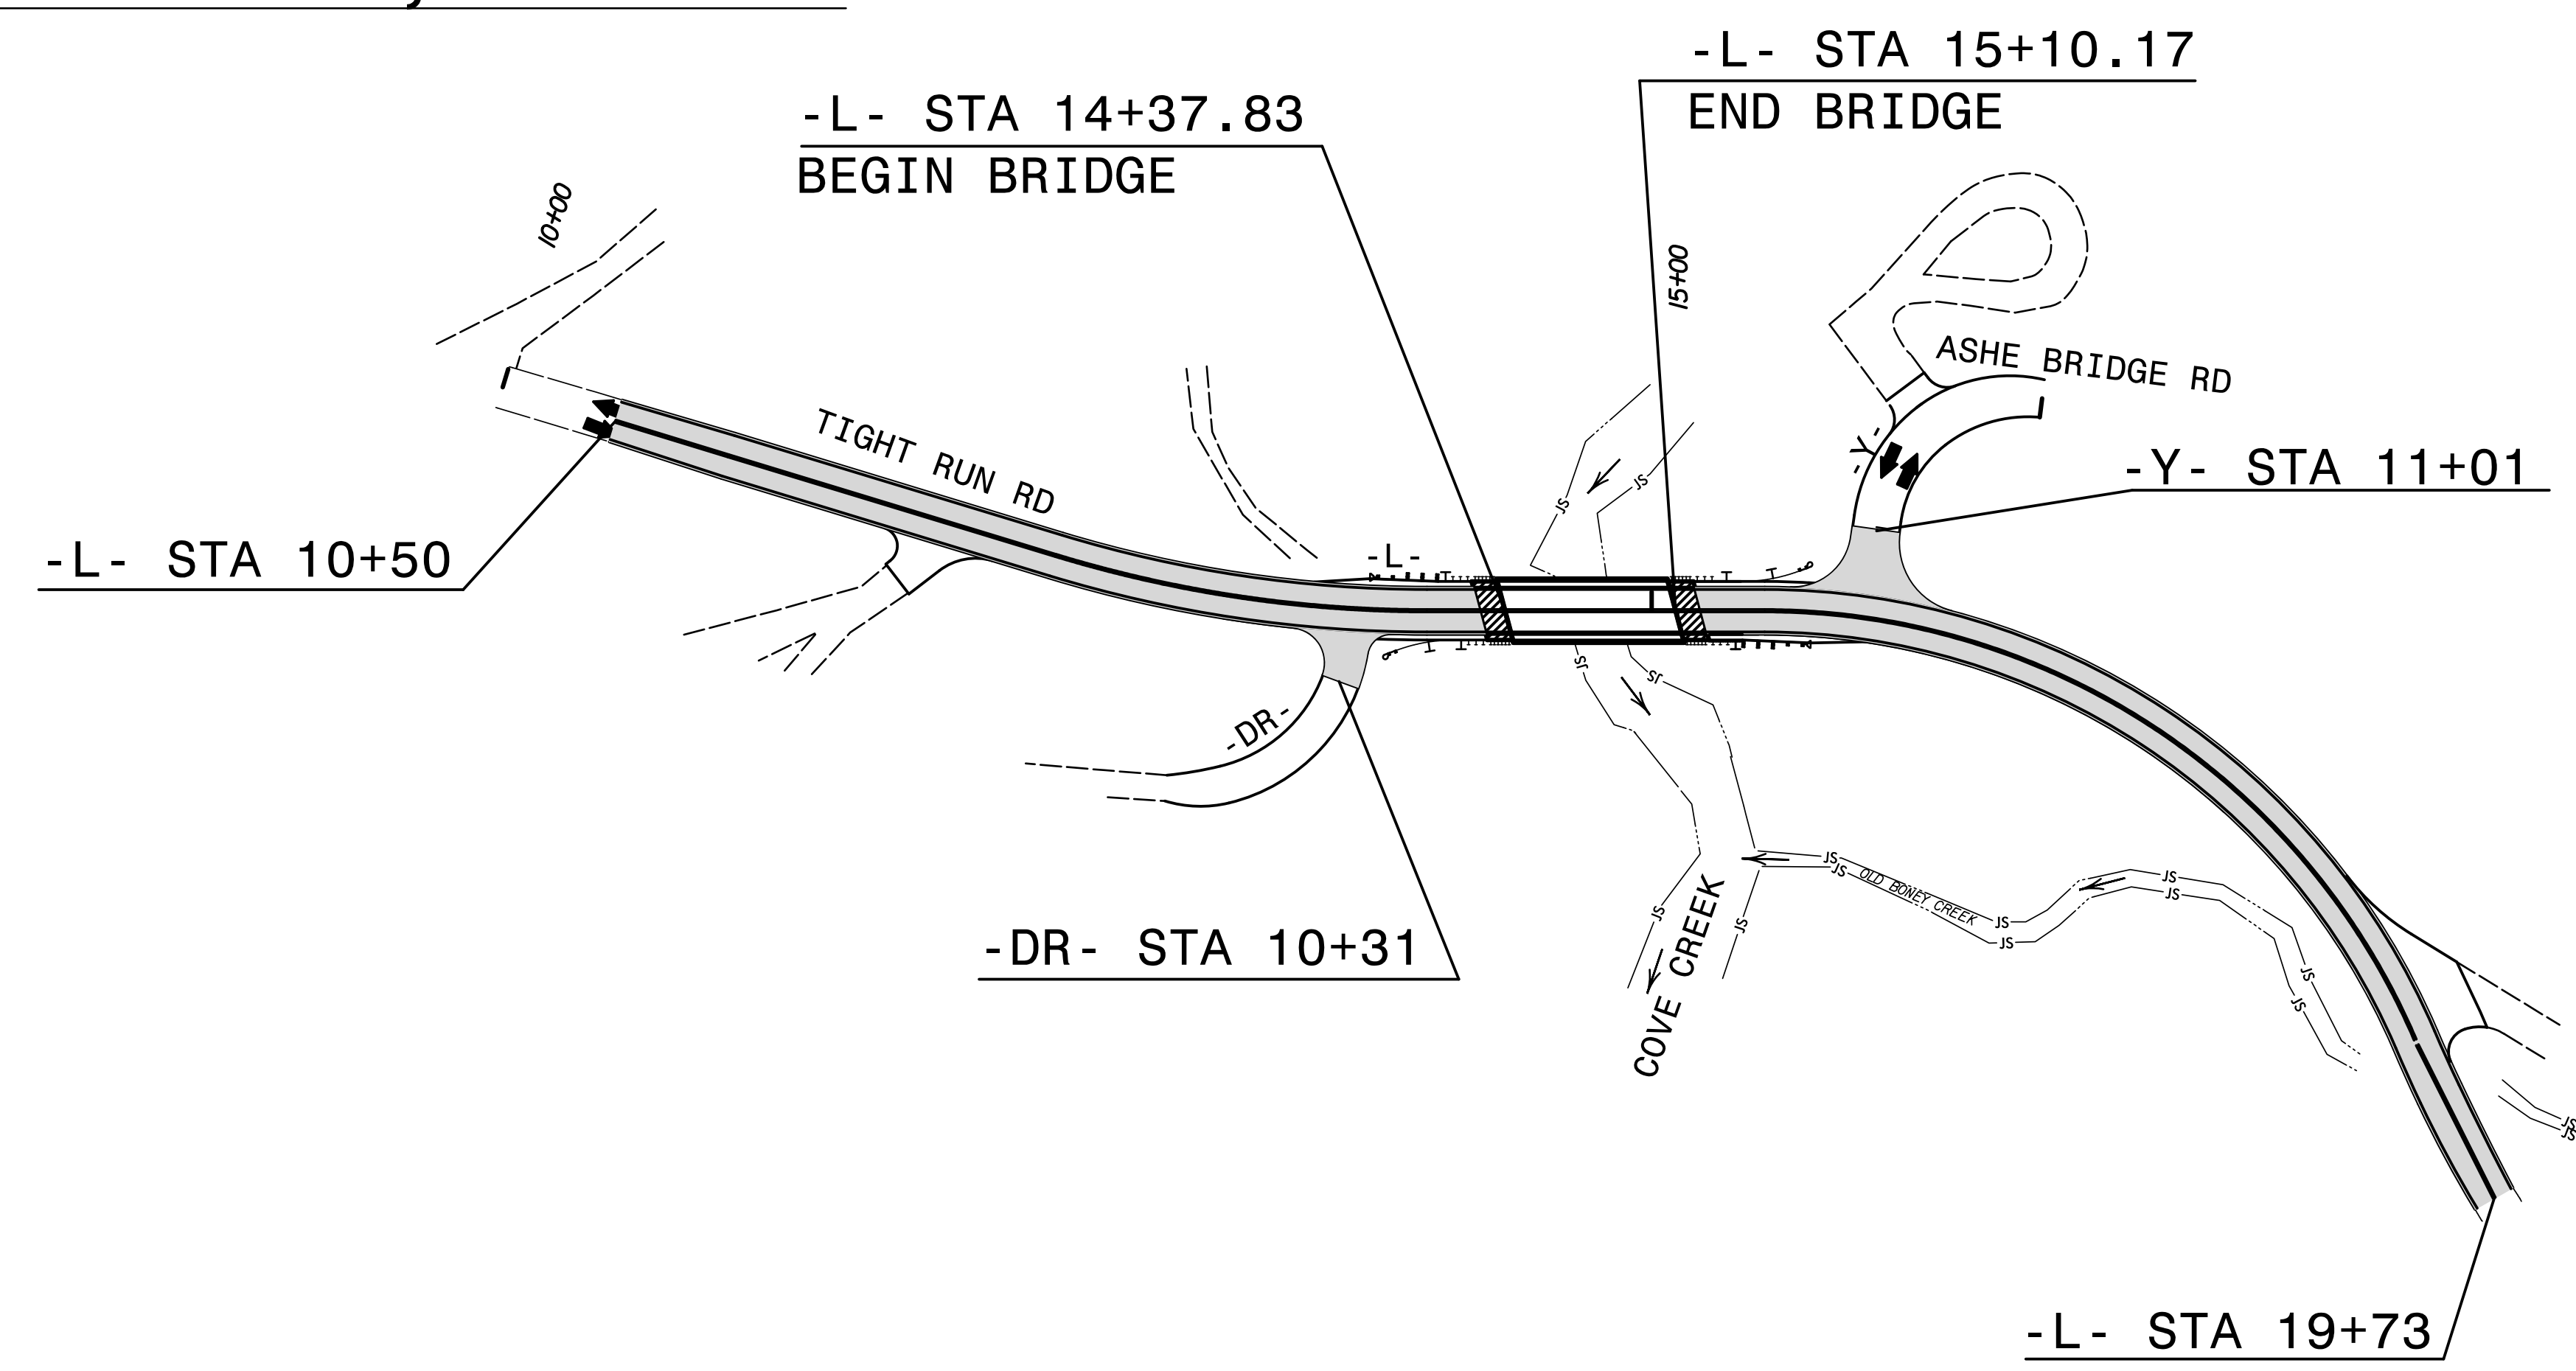 -L- STA 15+10.17
END BRIDGE
-L- STA 14+37.83
BEGIN BRIDGE
10+00
15+00
ASHE BRIDGE RD
TIGHT RUN RD
-Y-
-Y- STA 11+01
JS
JS
-L- STA 10+50
-L-
JS
JS
-DR-
JS
JS
OLD BONEY CREEK
JS
JS
JS
JS
JS
JS
COVE CREEK
-DR- STA 10+31
JS
JS
JS
JS
-L- STA 19+73